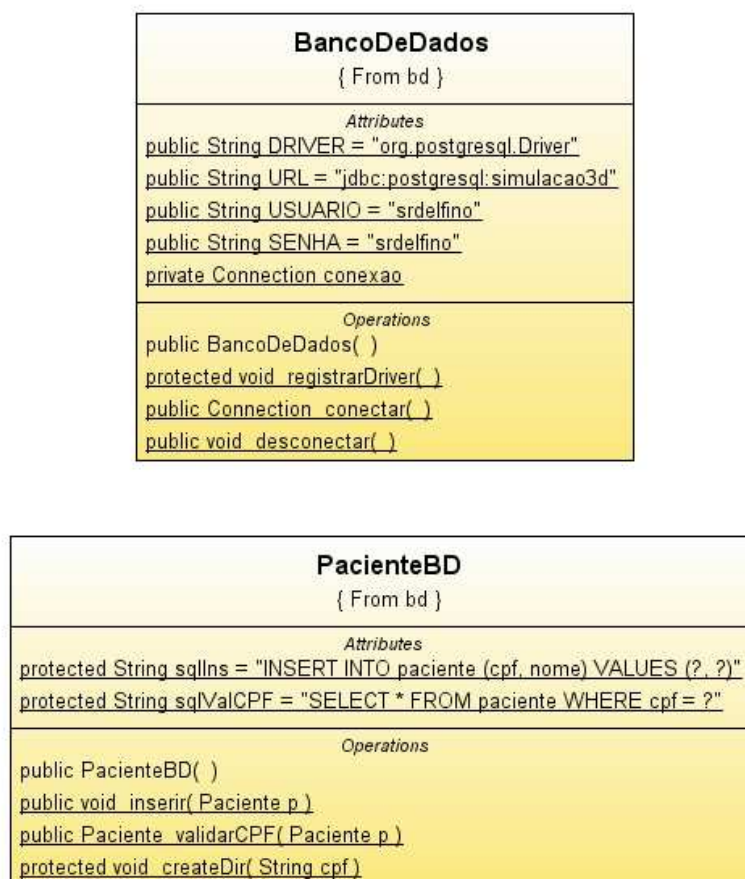 BancoDeDados
{ From bd }
Attributes
public String DRIVER = "org.postgresql.Driver"
public String URL = "jdbc:postgresql:simulacao3d"
public String USUARIO = "srdelfino"
public String SENHA = "srdelfino"
private Connection conexao
Operations
public BancoDeDados( )
protected void registrarDriver( )
public Connection conectar( )
public void desconectar( )
PacienteBD
{ From bd }
Attributes
protected String sqlIns = "INSERT INTO paciente (cpf, nome) VALUES (?, ?)"
protected String sqlValCPF = "SELECT * FROM paciente WHERE cpf = ?"
Operations
public PacienteBD( )
public void inserir( Paciente p )
public Paciente validarCPF( Paciente p )
protected void createDir( String cpf )